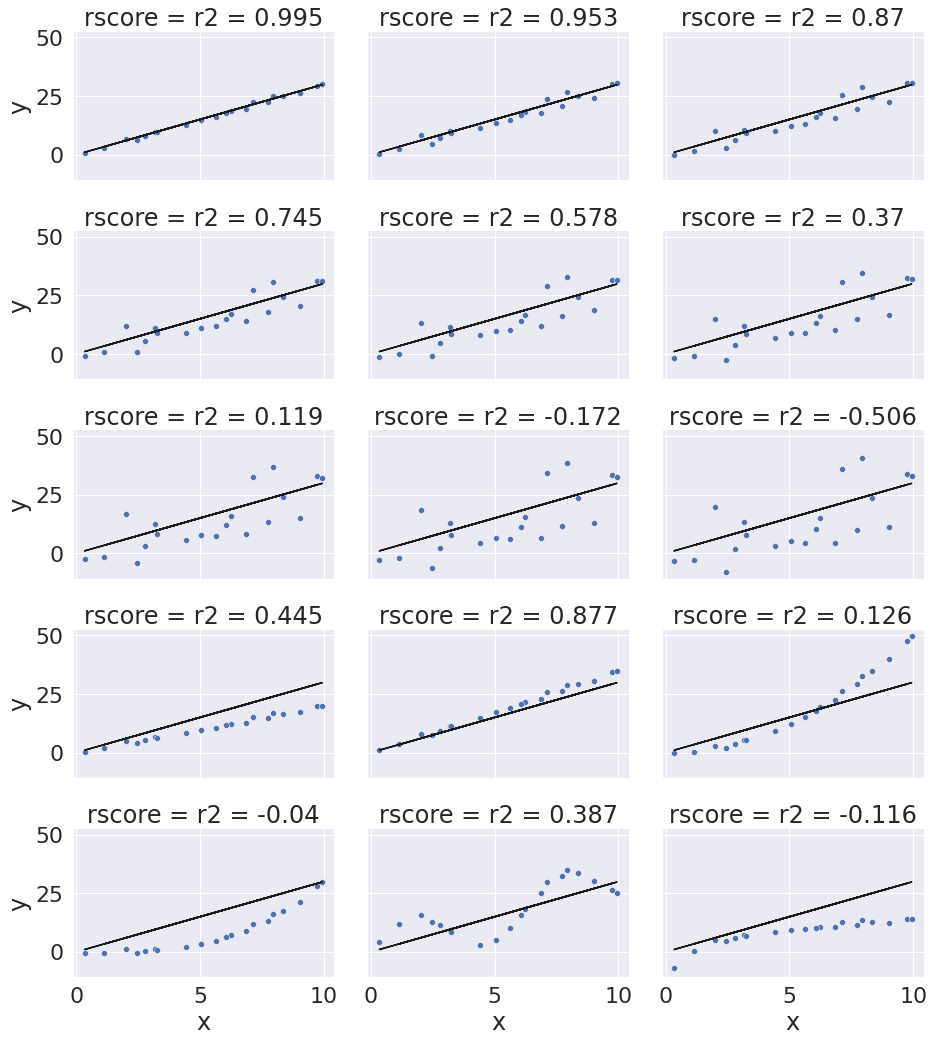 rscore = r2 = 0.995
rscore = r2 = 0.953
rscore = r2 = 0.87
50
25
0
y
rscore = r2 = 0.745
rscore = r2 = 0.578
rscore = r2 = 0.37
50
25
0
y
rscore = r2 = 0.119
rscore = r2 = -0.172
rscore = r2 = -0.506
50
25
0
y
rscore = r2 = 0.445
rscore = r2 = 0.877
rscore = r2 = 0.126
50
25
0
y
rscore = r2 = -0.04
rscore = r2 = 0.387
rscore = r2 = -0.116
50
25
0
y
0 5 10
0 5 10
0 5 10
x
x
x